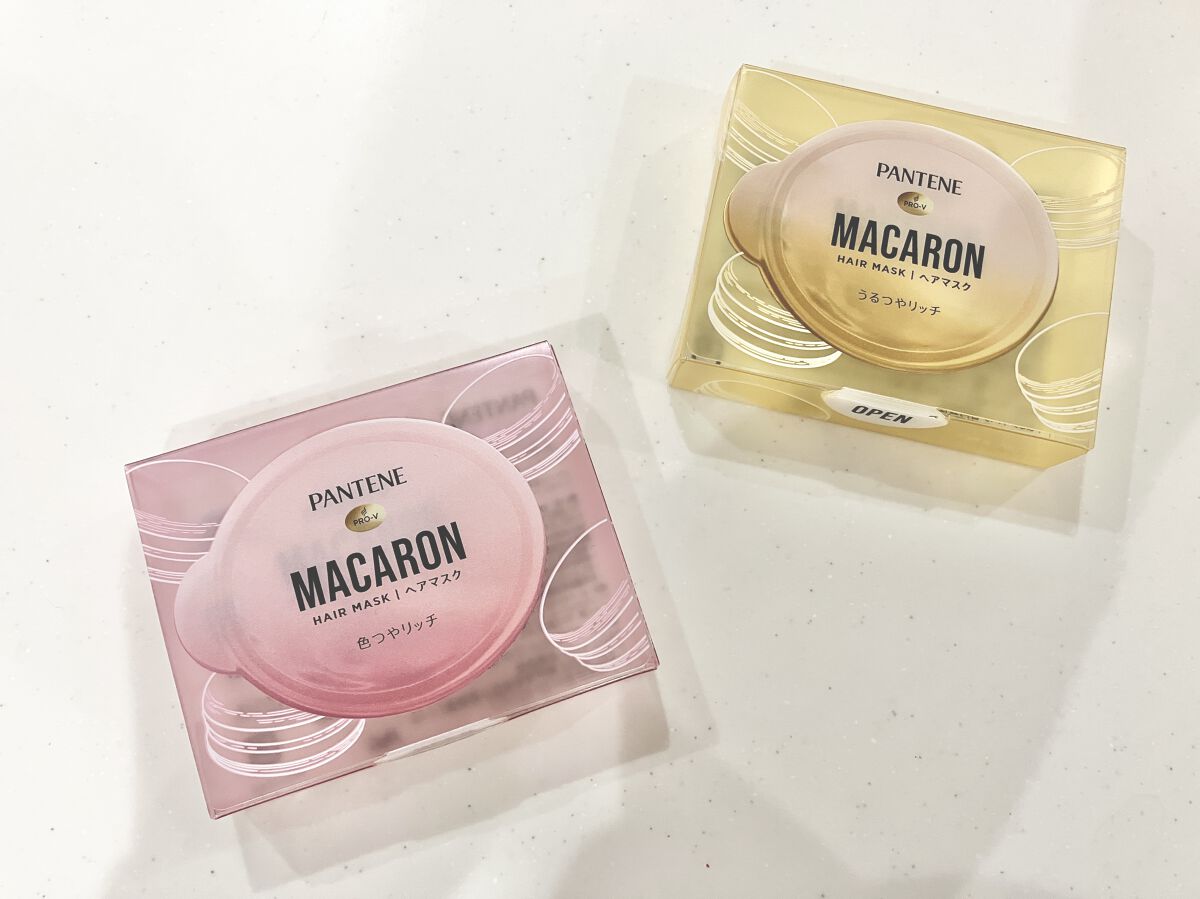 PANTENE
PRO-V
MACARON
HAIR MASK | ヘアマスク
うるつやリッチ
OPEN
PANTENE
PRO-V
MACARON
HAIR MASK | ヘアマスク
色つやリッチ